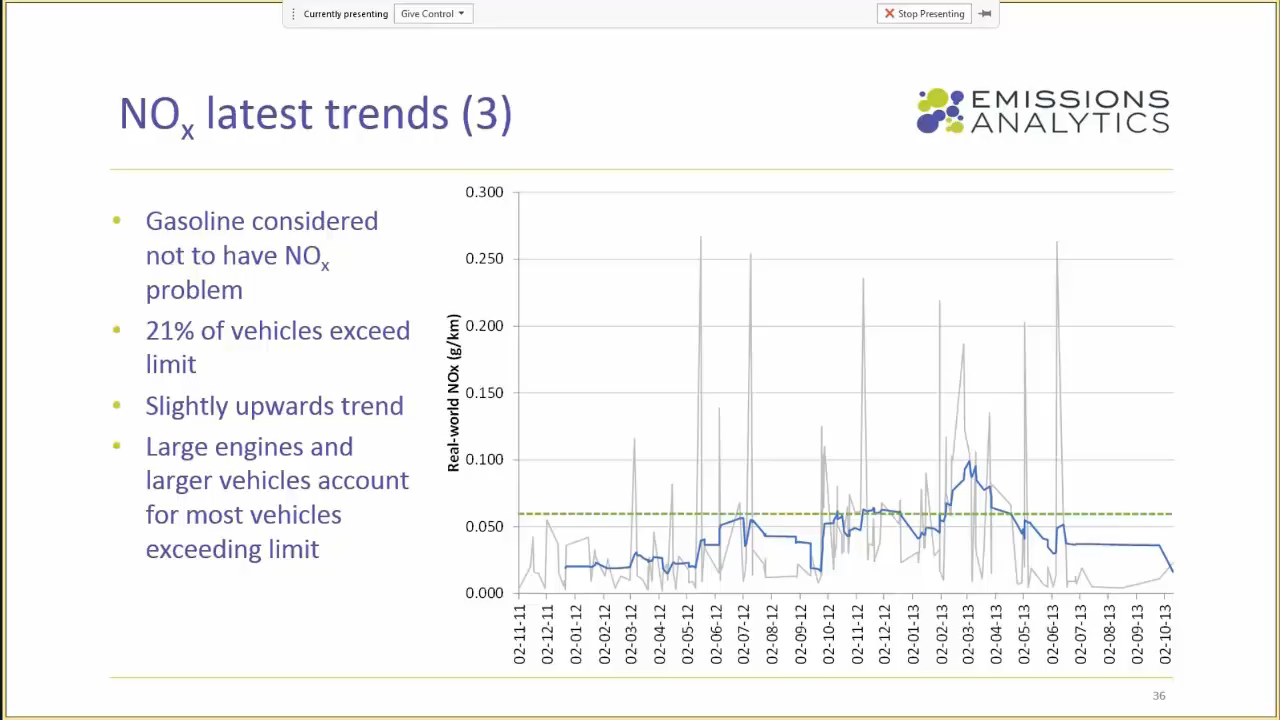 Currently presenting Give Control Stop Presenting
NOx latest trends (3)
EMISSIONS
ANALYTICS
Gasoline considered
not to have NOx
problem
21% of vehicles exceed
limit
Slightly upwards trend
Large engines and
larger vehicles account
for most vehicles
exceeding limit
Real-world NOx (g/km)
0.300
0.250
0.200
0.150
0.100
0.050
0.000
02-11-11
02-12-11
02-01-12
02-02-12
02-03-12
02-04-12
02-05-12
02-06-12
02-07-12
02-08-12
02-09-12
02-10-12
02-11-12
02-12-12
02-01-13
02-02-13
02-03-13
02-04-13
02-05-13
02-06-13
02-07-13
02-08-13
02-09-13
02-10-13
36